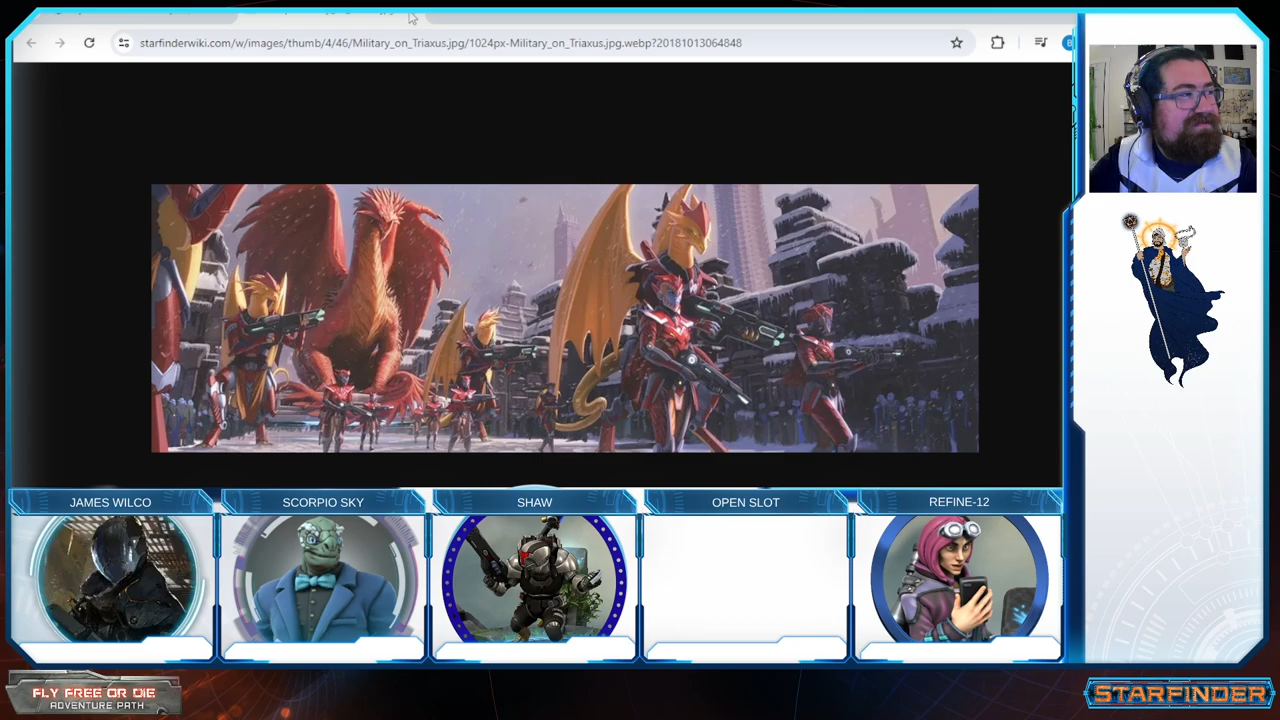 starfinderwiki.com/w/images/thumb/4/46/Military_on_Triaxus.jpg/1024px-Military_on_Triaxus.jpg.webp?20181013064848
JAMES WILCO
SCORPIO SKY
SHAW
OPEN SLOT
REFINE-12
FLY FREE OR DIE
ADVENTURE PATH
STARFINDER